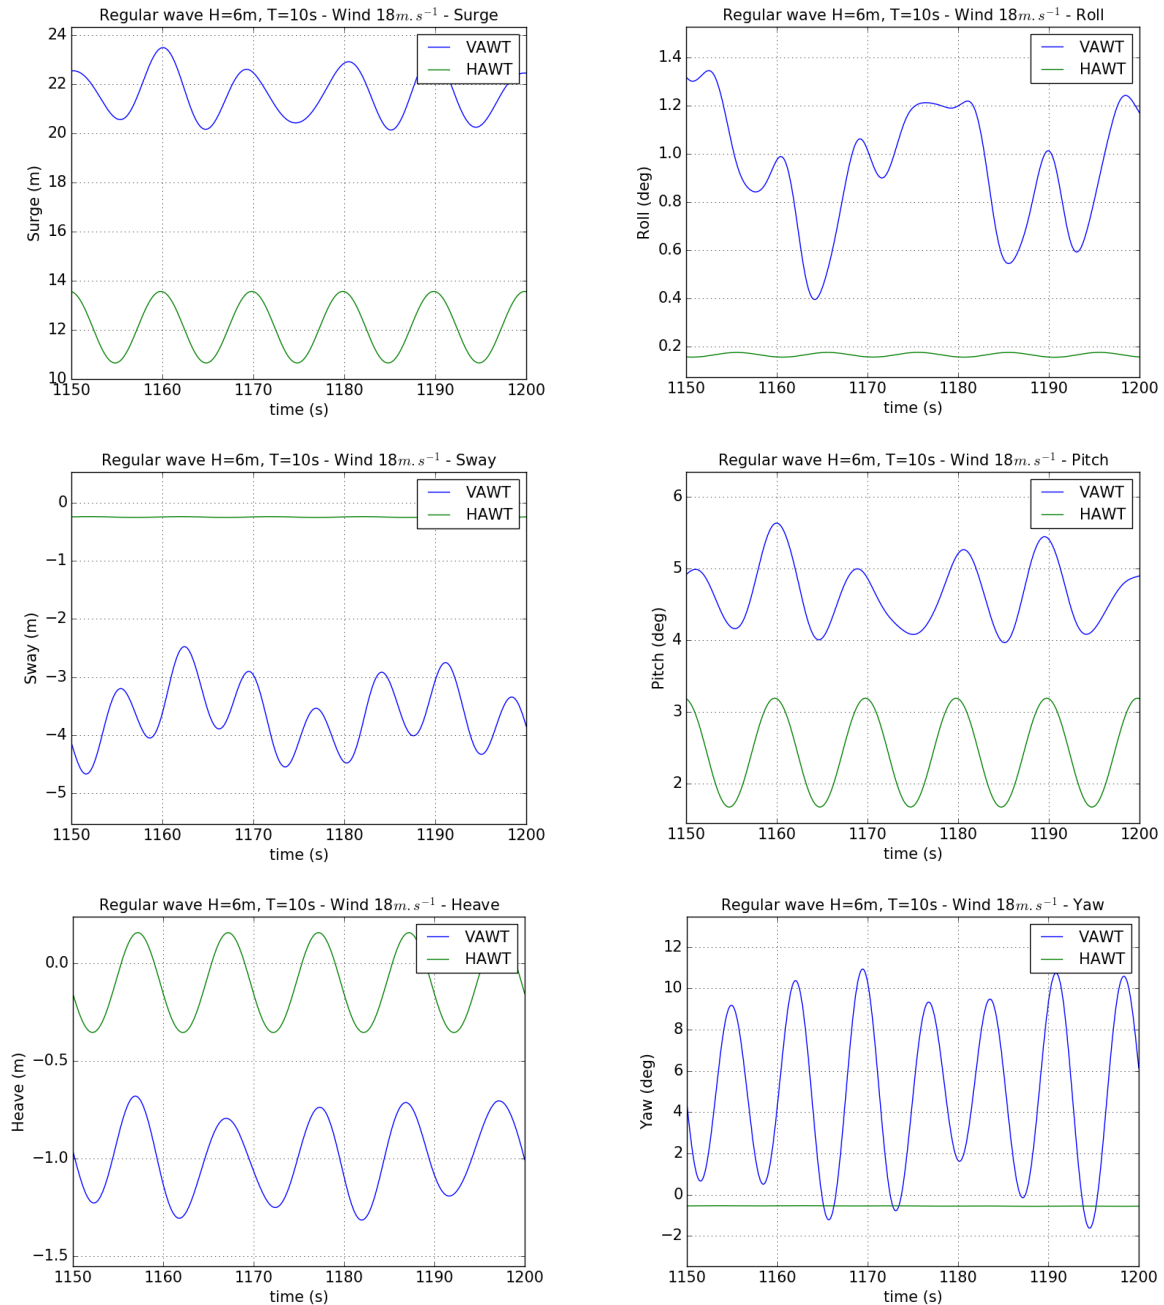 Regular wave H=6m, T=10s - Wind 18m.s⁻¹ - Surge
VAWT
HAWT
24
22
20
18
16
14
12
10
Surge (m)
1150 1160 1170 1180 1190 1200
time (s)
Regular wave H=6m, T=10s - Wind 18m.s⁻¹ - Roll
VAWT
HAWT
1.4
1.2
1.0
0.8
0.6
0.4
0.2
Roll (deg)
1150 1160 1170 1180 1190 1200
time (s)
Regular wave H=6m, T=10s - Wind 18m.s⁻¹ - Sway
VAWT
HAWT
0
−1
−2
−3
−4
−5
Sway (m)
1150 1160 1170 1180 1190 1200
time (s)
Regular wave H=6m, T=10s - Wind 18m.s⁻¹ - Pitch
VAWT
HAWT
6
5
4
3
2
Pitch (deg)
1150 1160 1170 1180 1190 1200
time (s)
Regular wave H=6m, T=10s - Wind 18m.s⁻¹ - Heave
VAWT
HAWT
0.0
−0.5
−1.0
−1.5
Heave (m)
1150 1160 1170 1180 1190 1200
time (s)
Regular wave H=6m, T=10s - Wind 18m.s⁻¹ - Yaw
VAWT
HAWT
12
10
8
6
4
2
0
−2
Yaw (deg)
1150 1160 1170 1180 1190 1200
time (s)